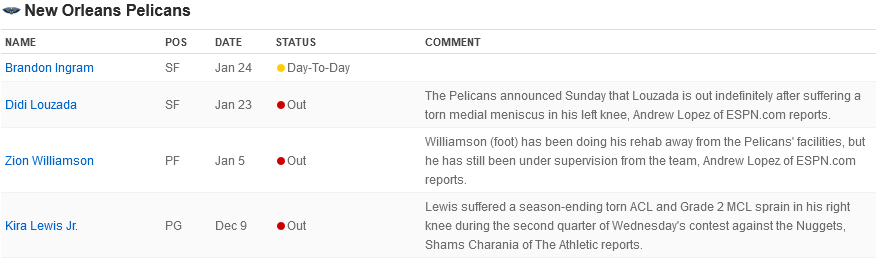 New Orleans Pelicans
NAME POS DATE STATUS COMMENT
Brandon Ingram SF Jan 24 Day-To-Day
Didi Louzada SF Jan 23 Out The Pelicans announced Sunday that Louzada is out indefinitely after suffering a
torn medial meniscus in his left knee, Andrew Lopez of ESPN.com reports.
Zion Williamson PF Jan 5 Out Williamson (foot) has been doing his rehab away from the Pelicans' facilities, but
he has still been under supervision from the team, Andrew Lopez of ESPN.com
reports.
Kira Lewis Jr. PG Dec 9 Out Lewis suffered a season-ending torn ACL and Grade 2 MCL sprain in his right
knee during the second quarter of Wednesday's contest against the Nuggets,
Shams Charania of The Athletic reports.